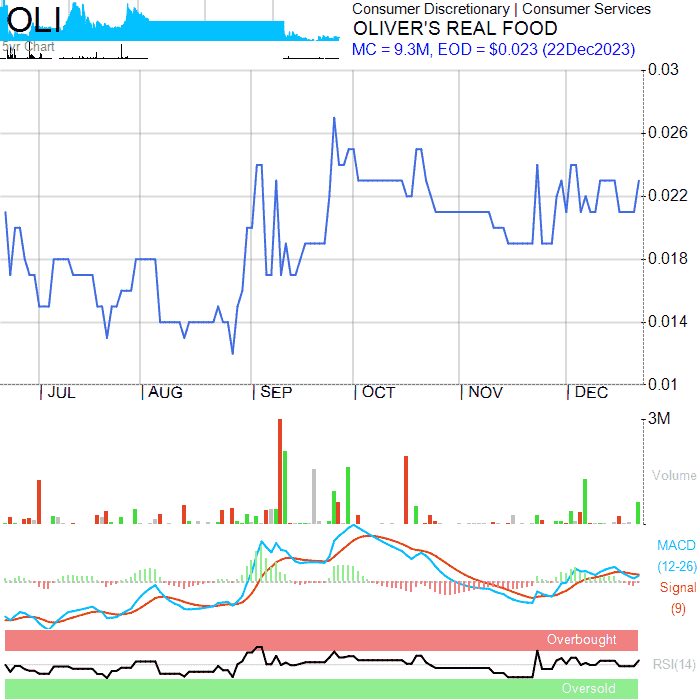 OLI
5yr Chart
Consumer Discretionary | Consumer Services
OLIVER'S REAL FOOD
MC = 9.3M, EOD = $0.023 (22Dec2023)
0.03
0.026
0.022
0.018
0.014
0.01
JUL
AUG
SEP
OCT
NOV
DEC
3M
Volume
MACD
(12-26)
Signal
(9)
Overbought
RSI(14)
Oversold